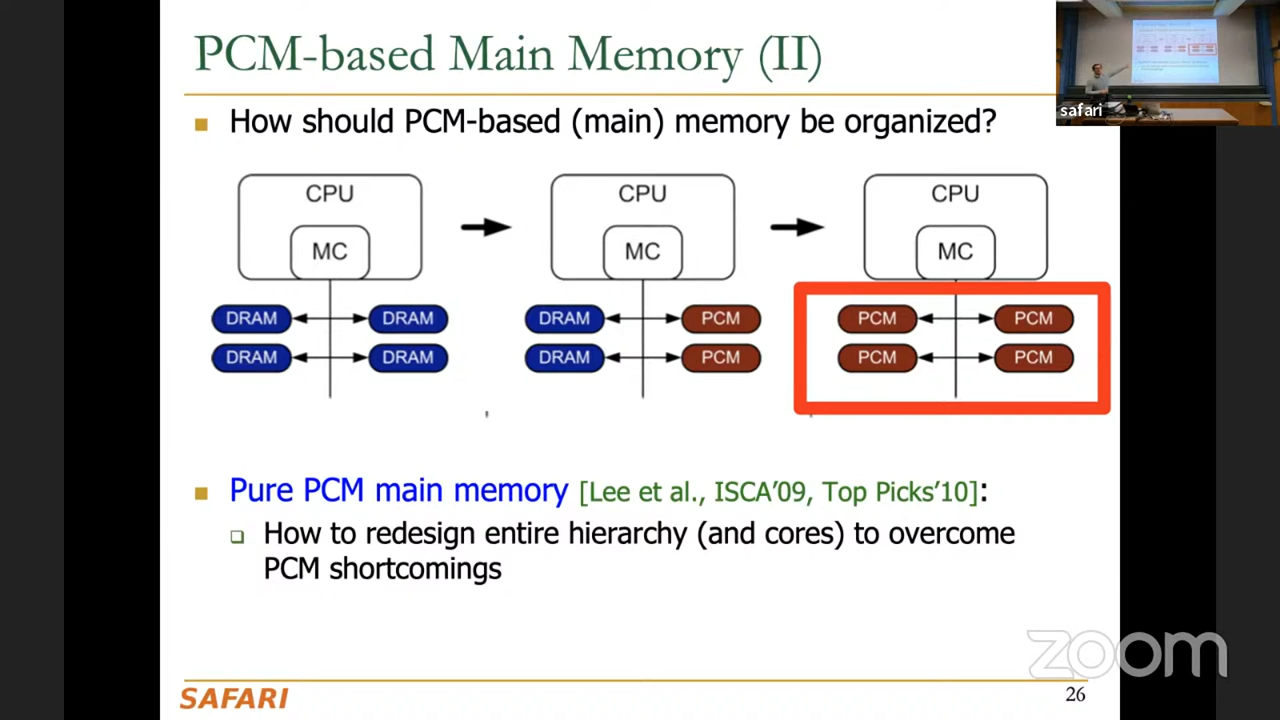 PCM-based Main Memory (II)
safari
How should PCM-based (main) memory be organized?
CPU CPU CPU
MC MC MC
DRAM DRAM DRAM PCM PCM PCM
DRAM DRAM DRAM PCM PCM PCM
Pure PCM main memory [Lee et al., ISCA’09, Top Picks’10]:
How to redesign entire hierarchy (and cores) to overcome
PCM shortcomings
zoom
SAFARI
26